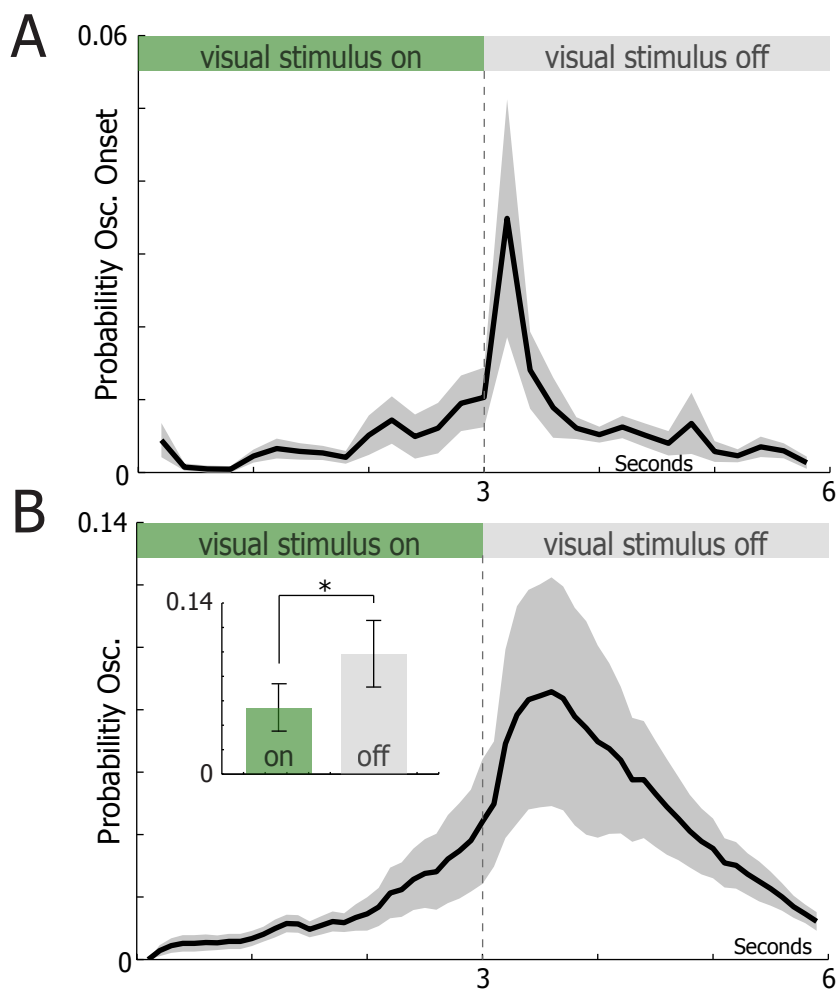 A
0.06
visual stimulus on
visual stimulus off
Probabilitiy Osc. Onset
0
Seconds
3
6
B
0.14
visual stimulus on
visual stimulus off
0.14
*
Probabilitiy Osc.
on
off
0
Seconds
0
3
6